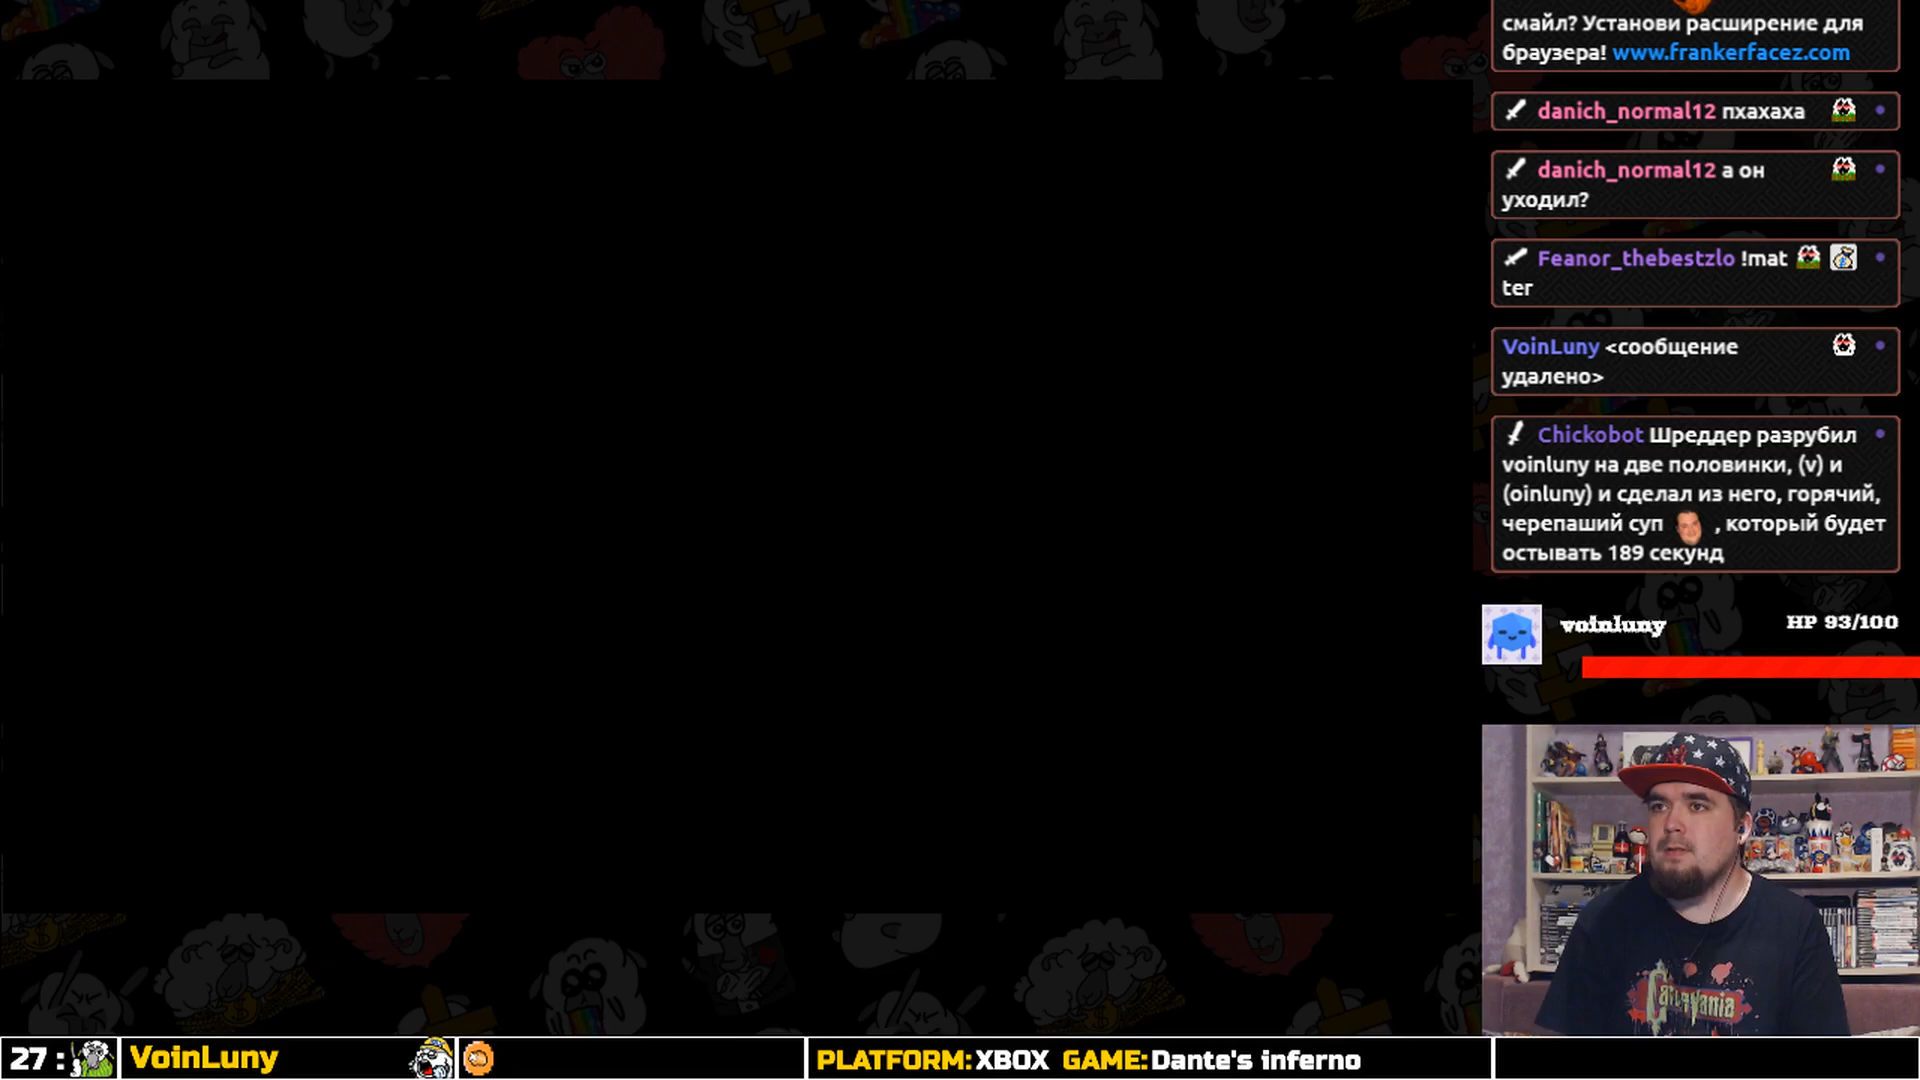 смайл? Установи расширение для
браузера! www.frankerfacez.com
danich_normal12 пхахаха
danich_normal12 а он
уходил?
Feanor_thebestzlo !mat
ter
VoinLuny <сообщение
удалено>
Chickobot Шреддер разрубил
voinluny на две половинки, (v) и
(oinluny) и сделал из него, горячий,
черепаший суп , который будет
остывать 189 секунд
voinluny HP 93/100
Castlevania
27 : VoinLuny PLATFORM: XBOX GAME: Dante's inferno